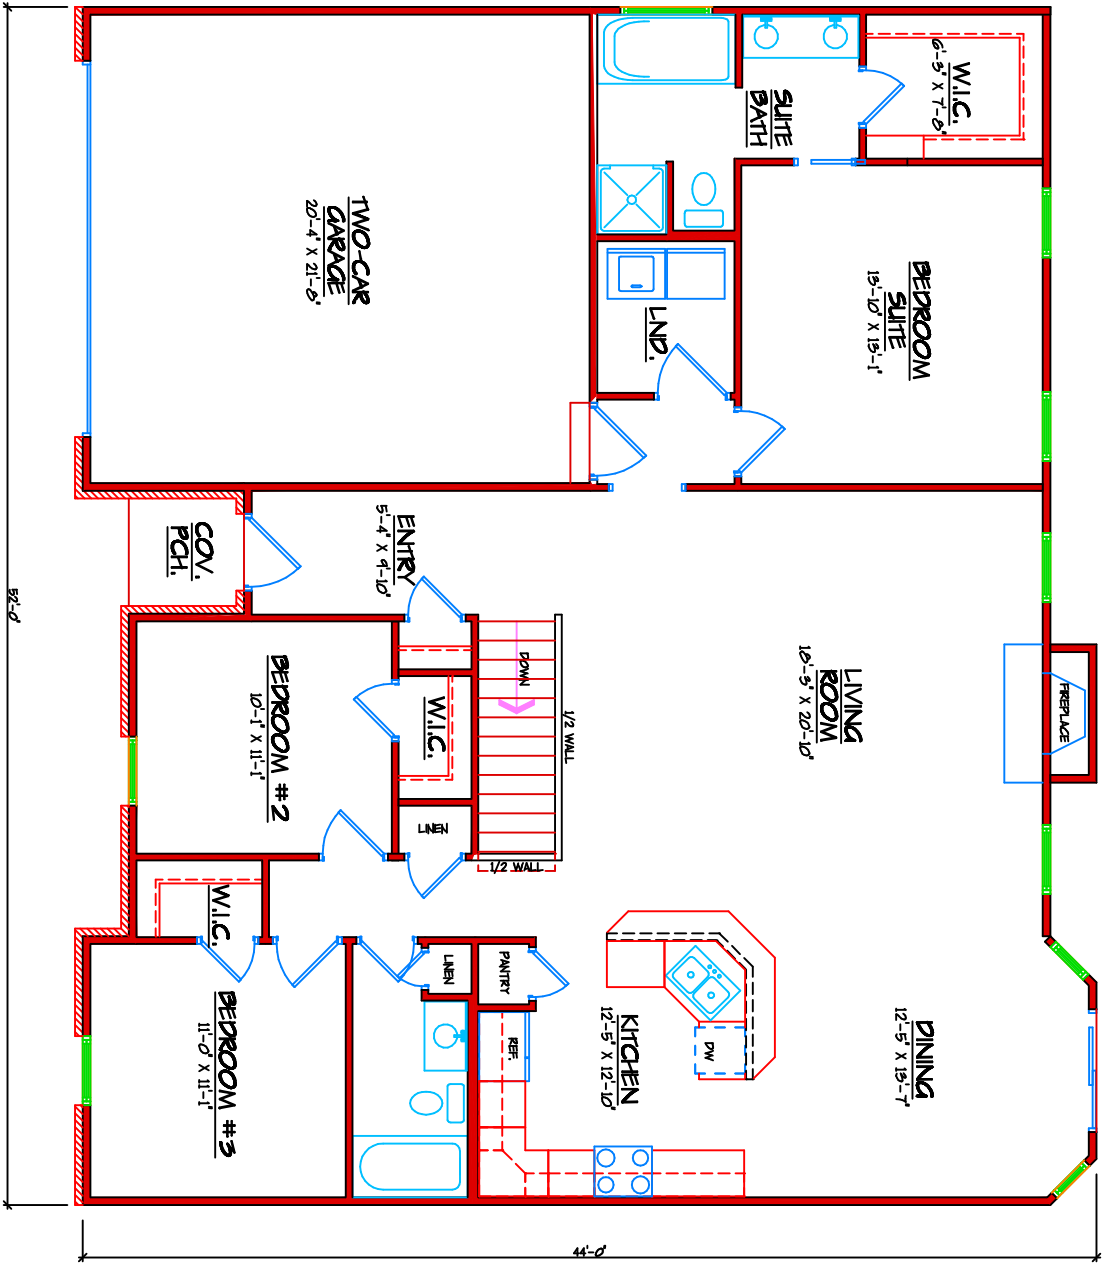 W.I.C.
6'-3" X 7'-8"
SUITE
BATH
BEDROOM
SUITE
13'-10" X 13'-1"
TWO-CAR
GARAGE
20'-4" X 21'-8"
LND.
ENTRY
5'-4" X 9'-10"
COV.
PCH.
52'-0"
LIVING
ROOM
18'-3" X 20'-10"
FIREPLACE
DOWN
1/2 WALL
1/2 WALL
W.I.C.
BEDROOM #2
10'-1" X 11'-1"
LINEN
W.I.C.
LINEN
PANTRY
REF.
KITCHEN
12'-5" X 12'-10"
DW
DINING
12'-5" X 13'-7"
BEDROOM #3
11'-0" X 11'-1"
44'-0"